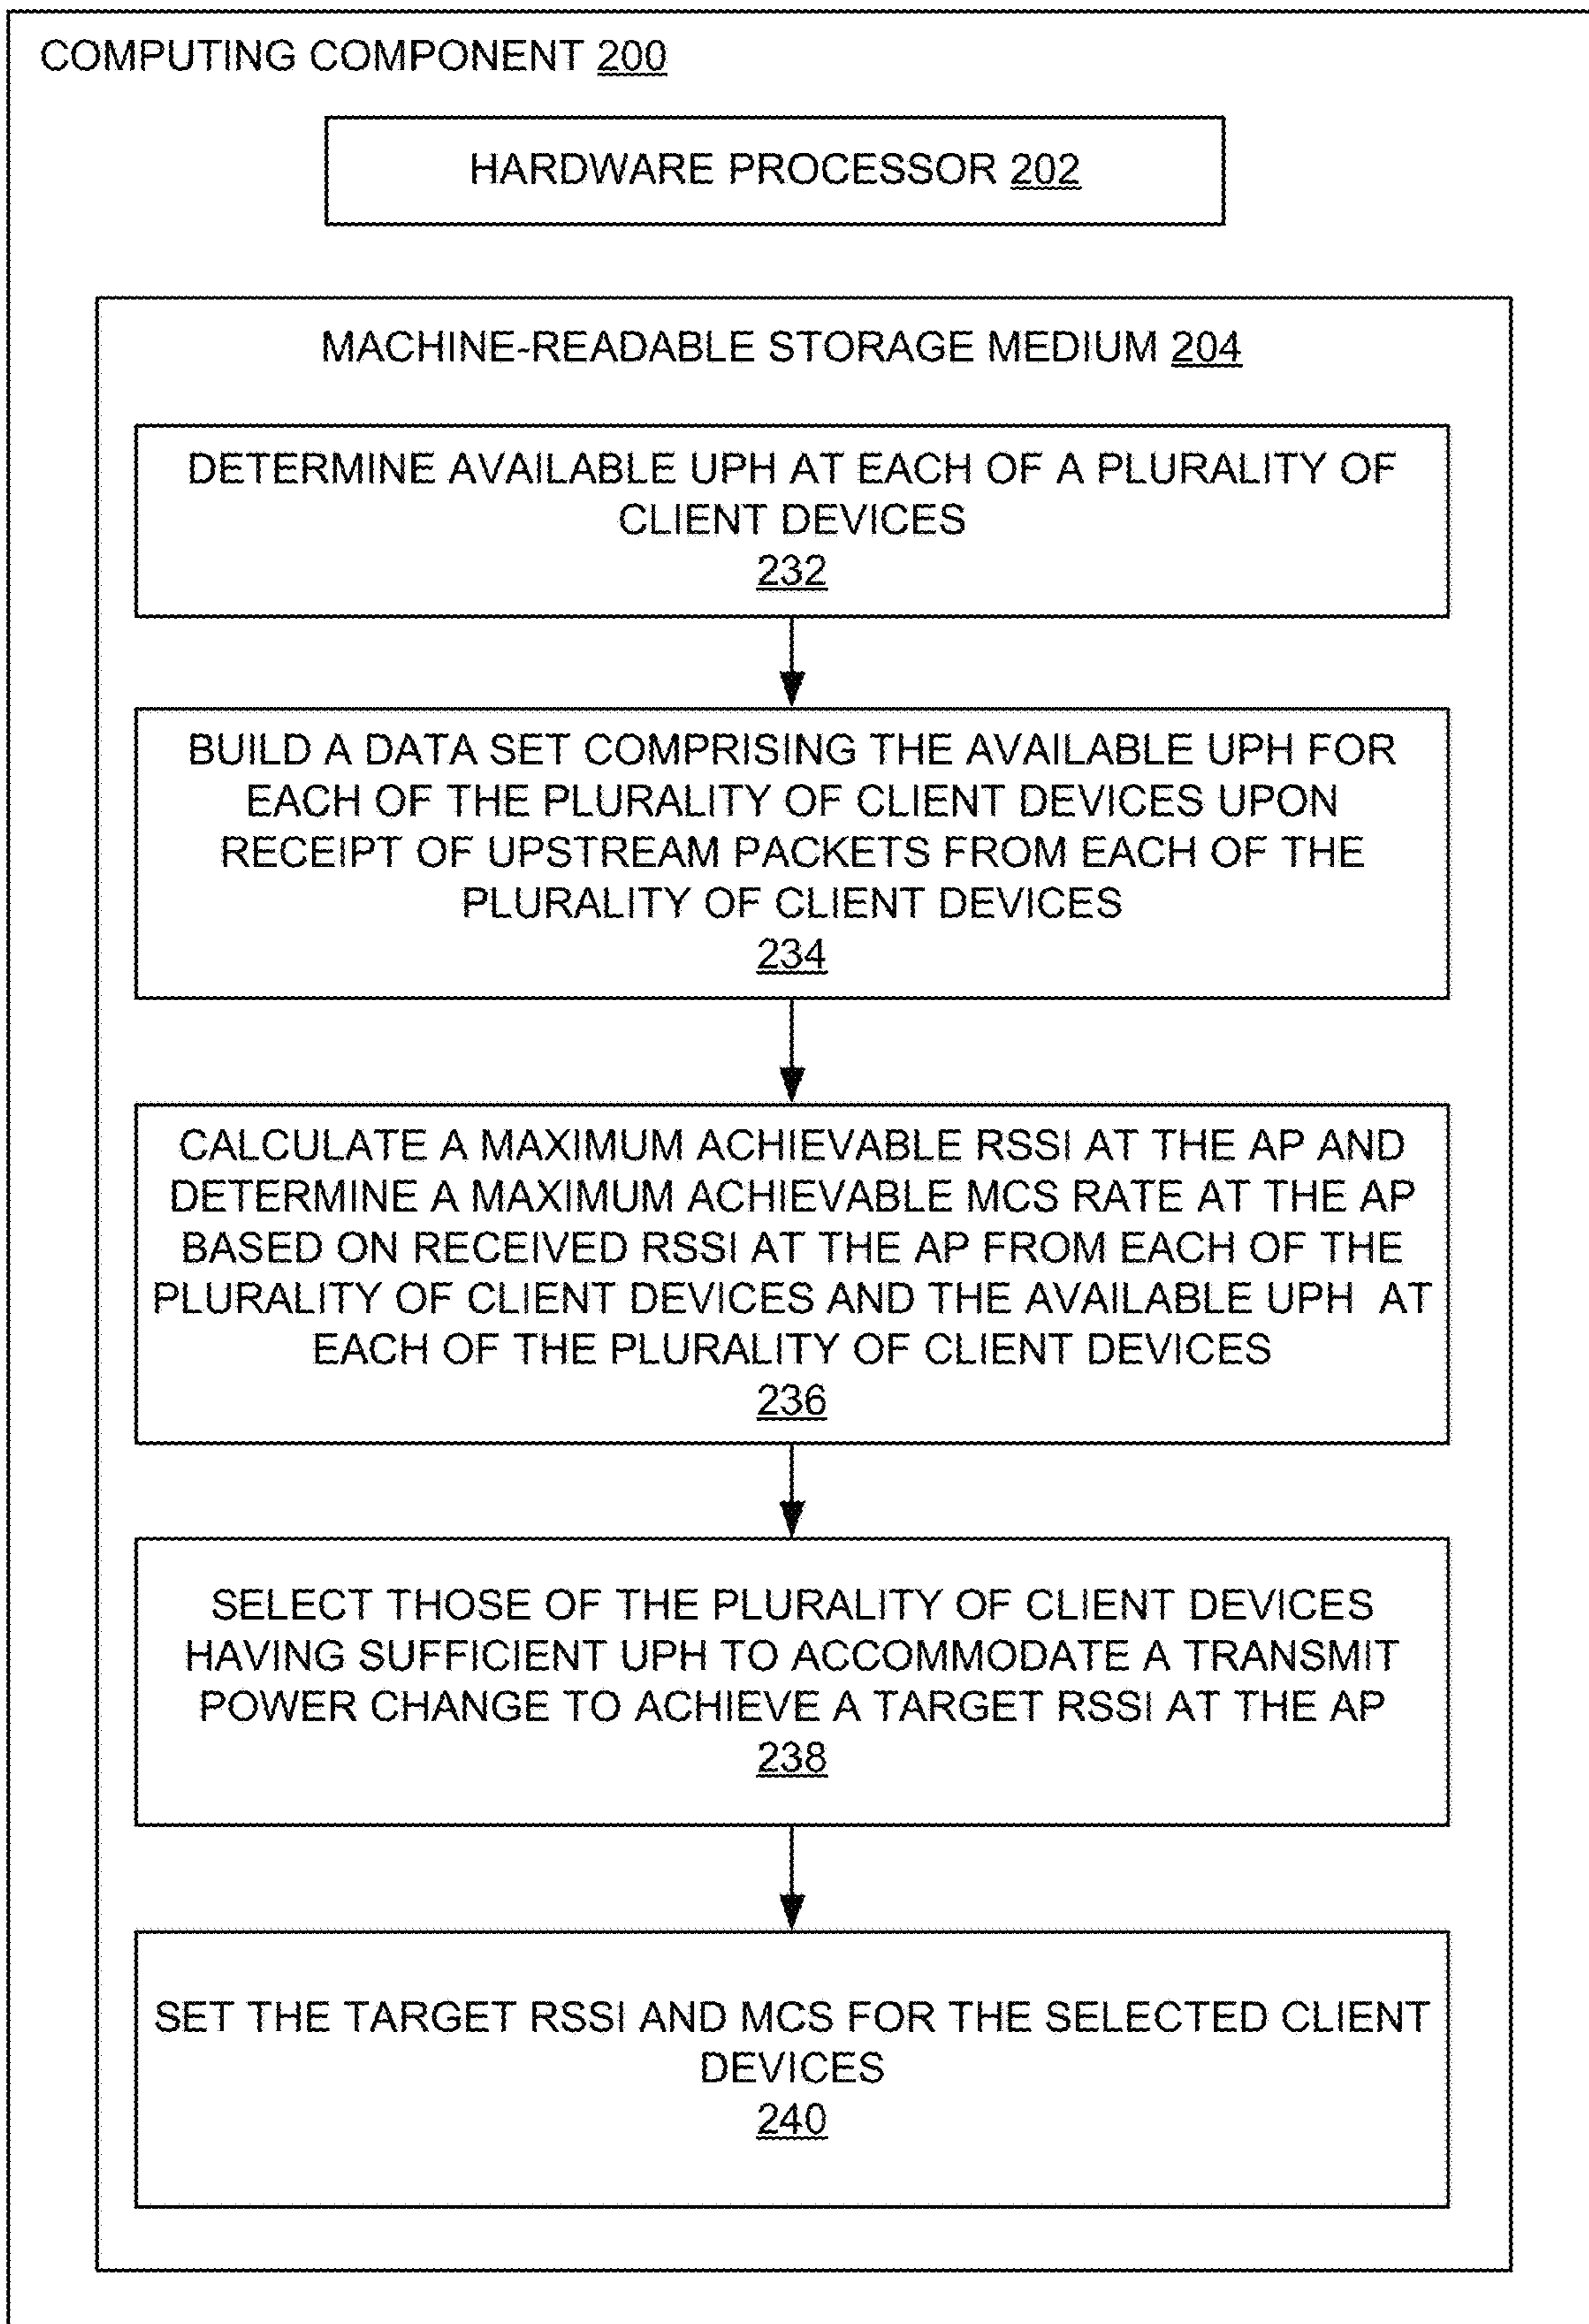 COMPUTING COMPONENT 200
HARDWARE PROCESSOR 202
MACHINE-READABLE STORAGE MEDIUM 204
DETERMINE AVAILABLE UPH AT EACH OF A PLURALITY OF
CLIENT DEVICES
232
BUILD A DATA SET COMPRISING THE AVAILABLE UPH FOR
EACH OF THE PLURALITY OF CLIENT DEVICES UPON
RECEIPT OF UPSTREAM PACKETS FROM EACH OF THE
PLURALITY OF CLIENT DEVICES
234
CALCULATE A MAXIMUM ACHIEVABLE RSSI AT THE AP AND
DETERMINE A MAXIMUM ACHIEVABLE MCS RATE AT THE AP
BASED ON RECEIVED RSSI AT THE AP FROM EACH OF THE
PLURALITY OF CLIENT DEVICES AND THE AVAILABLE UPH AT
EACH OF THE PLURALITY OF CLIENT DEVICES
236
SELECT THOSE OF THE PLURALITY OF CLIENT DEVICES
HAVING SUFFICIENT UPH TO ACCOMMODATE A TRANSMIT
POWER CHANGE TO ACHIEVE A TARGET RSSI AT THE AP
238
SET THE TARGET RSSI AND MCS FOR THE SELECTED CLIENT
DEVICES
240